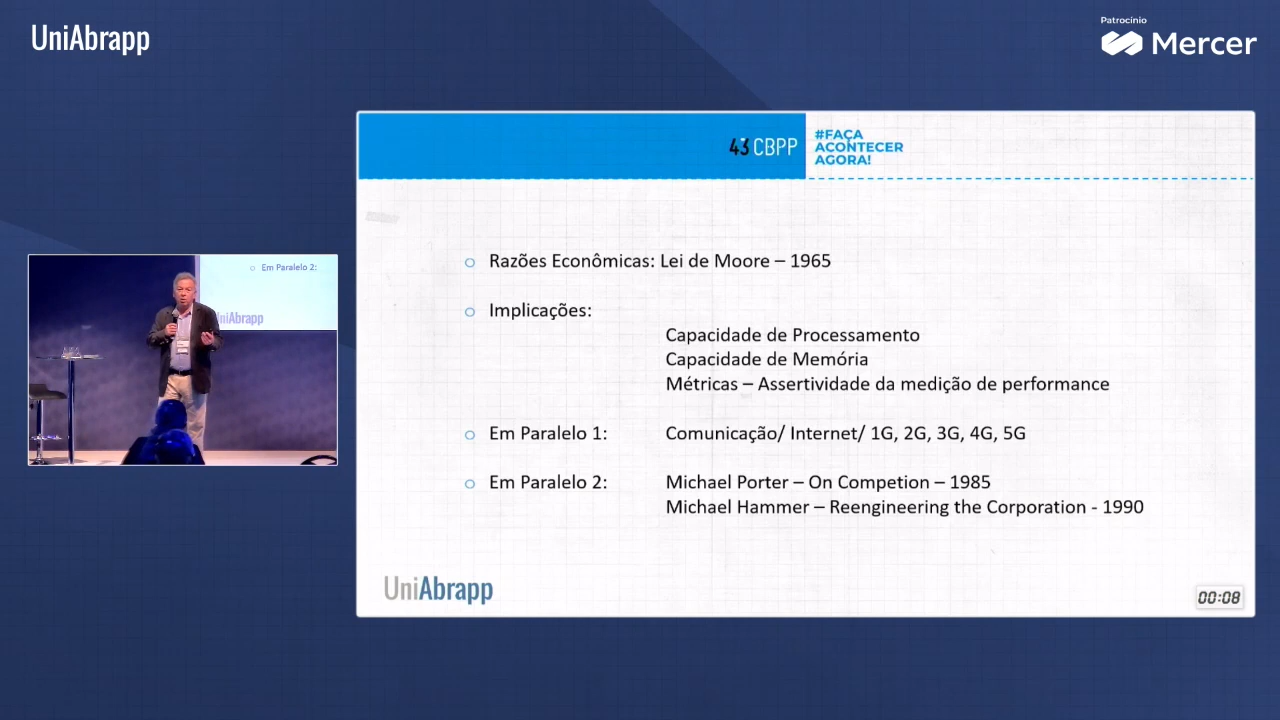 UniAbrapp
Patrocínio
Mercer
43 CBPP
#FAÇA
ACONTECER
AGORA!
Razões Econômicas: Lei de Moore – 1965
Implicações:
Capacidade de Processamento
Capacidade de Memória
Métricas – Assertividade da medição de performance
Em Paralelo 1: Comunicação/ Internet/ 1G, 2G, 3G, 4G, 5G
Em Paralelo 2: Michael Porter – On Competion – 1985
Michael Hammer – Reengineering the Corporation - 1990
Em Paralelo 2:
UniAbrapp
UniAbrapp
00:08